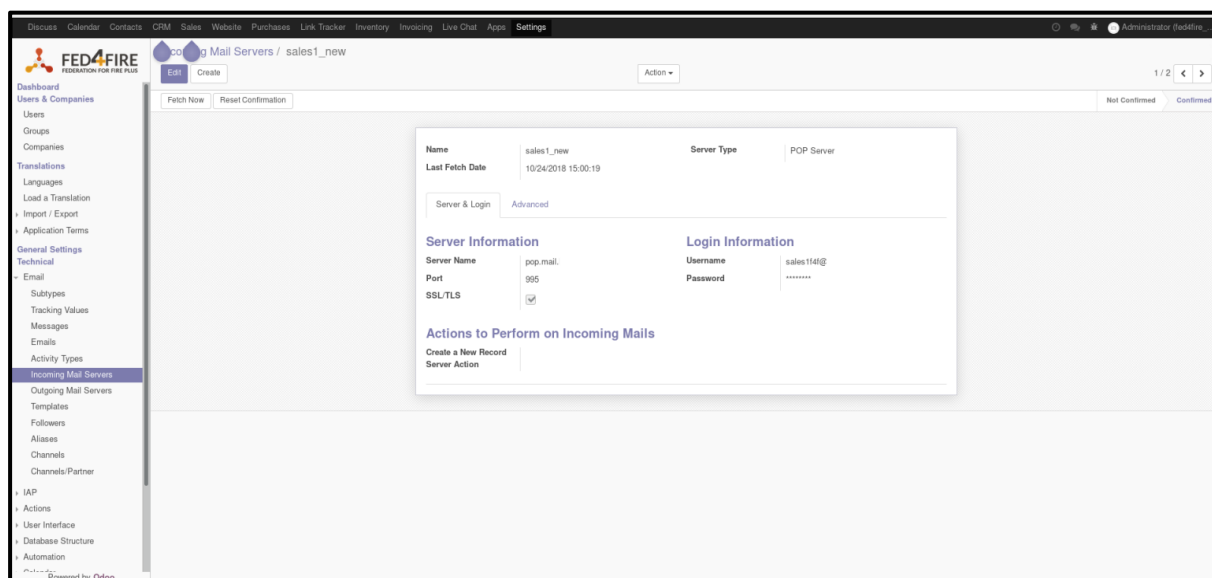 Discuss Calendar Contacts CRM Sales Website Purchases Link Tracker Inventory Invoicing Live Chat Apps Settings Administrator (fed4fire_...
FED4FIRE
FEDERATION FOR FIRE PLUS
Mail Servers / sales1_new
Edit Create Action 1 / 2
Fetch Now Reset Confirmation Not Confirmed Confirmed
Dashboard
Users & Companies
Users
Groups
Companies
Translations
Languages
Load a Translation
Import / Export
Application Terms
General Settings
Technical
Email
Subtypes
Tracking Values
Messages
Emails
Activity Types
Incoming Mail Servers
Outgoing Mail Servers
Templates
Followers
Aliases
Channels
Channels/Partner
IAP
Actions
User Interface
Database Structure
Automation
Powered by Odoo
Name sales1_new Server Type POP Server
Last Fetch Date 10/24/2018 15:00:19
Server & Login Advanced
Server Information Login Information
Server Name pop.mail. Username sales1f4f@
Port 995 Password ********
SSL/TLS
Actions to Perform on Incoming Mails
Create a New Record
Server Action